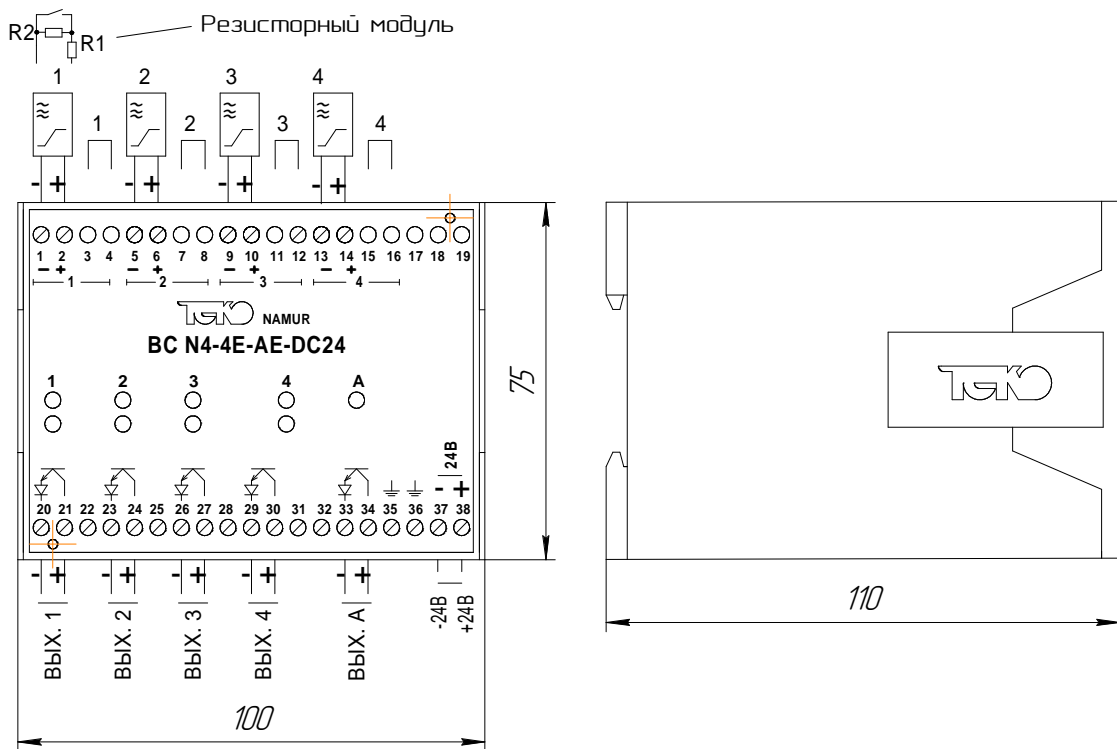 Резисторный модуль
R2
R1
1 2 3 4
1 2 3 4
- + - + - + - +
1 2 3 4 5 6 7 8 9 10 11 12 13 14 15 16 17 18 19
- + - + - + - +
1 2 3 4
ТЕКО NAMUR
BC N4-4E-AE-DC24
1 2 3 4 A
24В
- +
20 21 22 23 24 25 26 27 28 29 30 31 32 33 34 35 36 37 38
- + - + - + - + - +
ВЫХ. 1
ВЫХ. 2
ВЫХ. 3
ВЫХ. 4
ВЫХ. А
-24В
+24В
100
75
ТЕКО
110